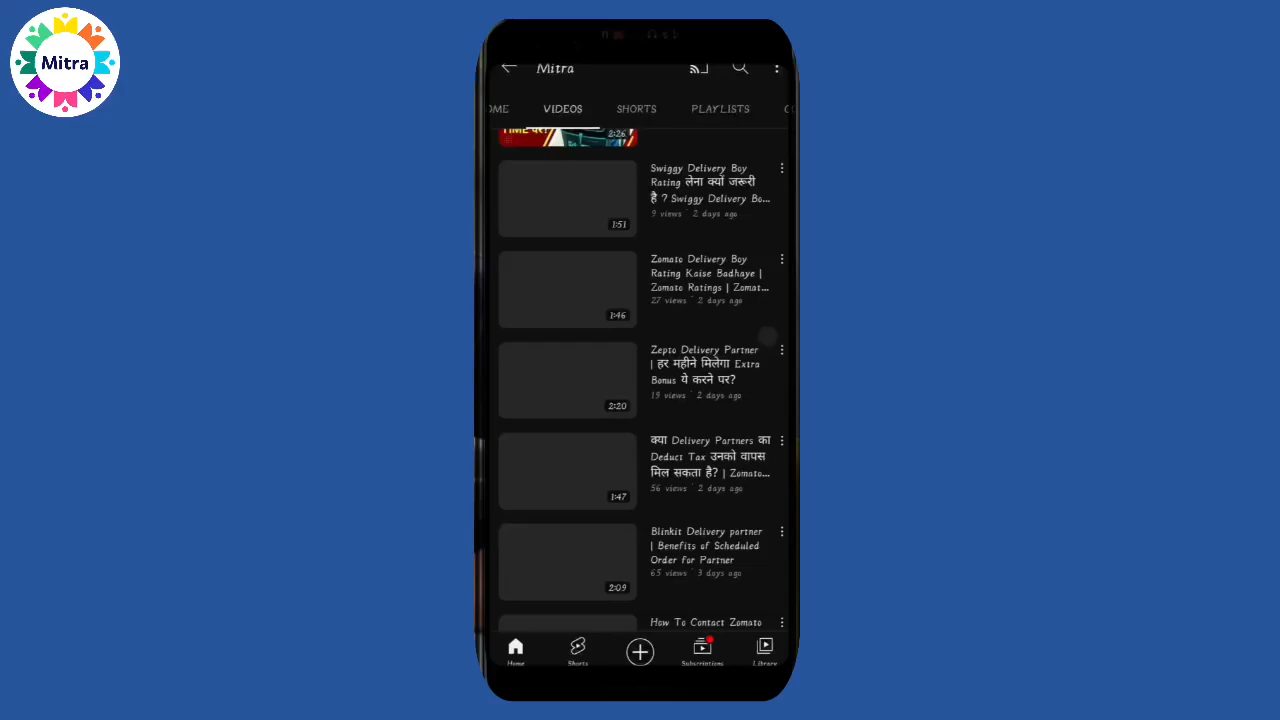 Mitra
Mitra
OME VIDEOS SHORTS PLAYLISTS
TIME पर!
2:26
Swiggy Delivery Boy
Rating लेना क्यों जरूरी
है ? Swiggy Delivery Bo...
9 views · 2 days ago
1:51
Zomato Delivery Boy
Rating Kaise Badhaye |
Zomato Ratings | Zomat...
27 views · 2 days ago
1:46
Zepto Delivery Partner
| हर महीने मिलेगा Extra
Bonus ये करने पर?
19 views · 2 days ago
2:20
क्या Delivery Partners का
Deduct Tax उनको वापस
मिल सकता है? | Zomato...
56 views · 2 days ago
1:47
Blinkit Delivery partner
| Benefits of Scheduled
Order for Partner
65 views · 3 days ago
2:09
How To Contact Zomato
Home Shorts Subscriptions Library